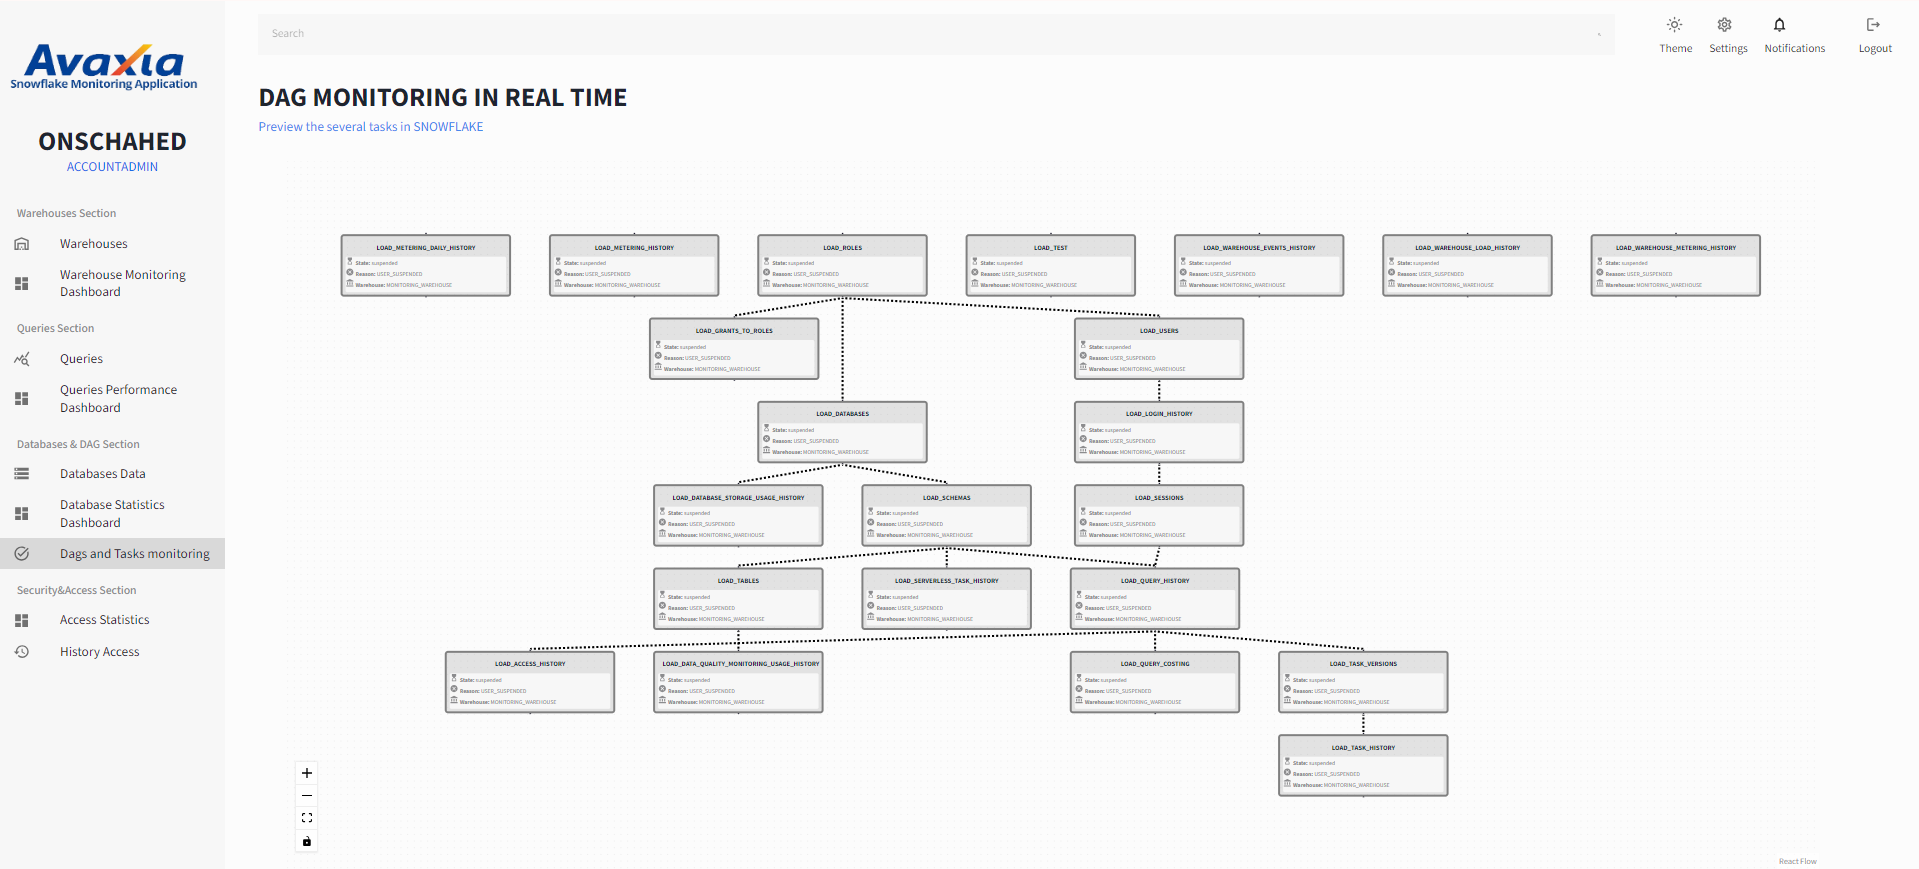 Avaxia
Snowflake Monitoring Application
ONSCHAHED
ACCOUNTADMIN
Warehouses Section
Warehouses
Warehouse Monitoring
Dashboard
Queries Section
Queries
Queries Performance
Dashboard
Databases & DAG Section
Databases Data
Database Statistics
Dashboard
Dags and Tasks monitoring
Security&Access Section
Access Statistics
History Access
Search
Theme
Settings
Notifications
Logout
DAG MONITORING IN REAL TIME
Preview the several tasks in SNOWFLAKE
LOAD_METERING_DAILY_HISTORY
State: suspended
Reason: USER_SUSPENDED
Warehouse: MONITORING_WAREHOUSE
LOAD_METERING_HISTORY
State: suspended
Reason: USER_SUSPENDED
Warehouse: MONITORING_WAREHOUSE
LOAD_ROLES
State: suspended
Reason: USER_SUSPENDED
Warehouse: MONITORING_WAREHOUSE
LOAD_TEST
State: suspended
Reason: USER_SUSPENDED
Warehouse: MONITORING_WAREHOUSE
LOAD_WAREHOUSE_EVENTS_HISTORY
State: suspended
Reason: USER_SUSPENDED
Warehouse: MONITORING_WAREHOUSE
LOAD_WAREHOUSE_LOAD_HISTORY
State: suspended
Reason: USER_SUSPENDED
Warehouse: MONITORING_WAREHOUSE
LOAD_WAREHOUSE_METERING_HISTORY
State: suspended
Reason: USER_SUSPENDED
Warehouse: MONITORING_WAREHOUSE
LOAD_GRANTS_TO_ROLES
State: suspended
Reason: USER_SUSPENDED
Warehouse: MONITORING_WAREHOUSE
LOAD_USERS
State: suspended
Reason: USER_SUSPENDED
Warehouse: MONITORING_WAREHOUSE
LOAD_DATABASES
State: suspended
Reason: USER_SUSPENDED
Warehouse: MONITORING_WAREHOUSE
LOAD_LOGIN_HISTORY
State: suspended
Reason: USER_SUSPENDED
Warehouse: MONITORING_WAREHOUSE
LOAD_DATABASE_STORAGE_USAGE_HISTORY
State: suspended
Reason: USER_SUSPENDED
Warehouse: MONITORING_WAREHOUSE
LOAD_SCHEMAS
State: suspended
Reason: USER_SUSPENDED
Warehouse: MONITORING_WAREHOUSE
LOAD_SESSIONS
State: suspended
Reason: USER_SUSPENDED
Warehouse: MONITORING_WAREHOUSE
LOAD_TABLES
State: suspended
Reason: USER_SUSPENDED
Warehouse: MONITORING_WAREHOUSE
LOAD_SERVERLESS_TASK_HISTORY
State: suspended
Reason: USER_SUSPENDED
Warehouse: MONITORING_WAREHOUSE
LOAD_QUERY_HISTORY
State: suspended
Reason: USER_SUSPENDED
Warehouse: MONITORING_WAREHOUSE
LOAD_ACCESS_HISTORY
State: suspended
Reason: USER_SUSPENDED
Warehouse: MONITORING_WAREHOUSE
LOAD_DATA_QUALITY_MONITORING_USAGE_HISTORY
State: suspended
Reason: USER_SUSPENDED
Warehouse: MONITORING_WAREHOUSE
LOAD_QUERY_COSTING
State: suspended
Reason: USER_SUSPENDED
Warehouse: MONITORING_WAREHOUSE
LOAD_TASK_VERSIONS
State: suspended
Reason: USER_SUSPENDED
Warehouse: MONITORING_WAREHOUSE
LOAD_TASK_HISTORY
State: suspended
Reason: USER_SUSPENDED
Warehouse: MONITORING_WAREHOUSE
React Flow